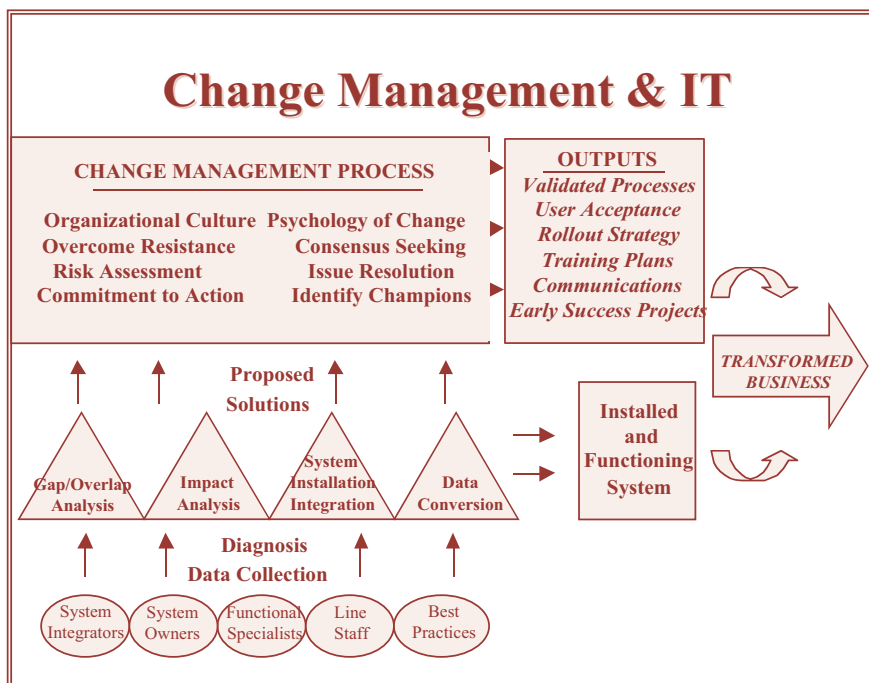 Change Management & IT
CHANGE MANAGEMENT PROCESS
Organizational Culture Psychology of Change
Overcome Resistance Consensus Seeking
Risk Assessment Issue Resolution
Commitment to Action Identify Champions
OUTPUTS
Validated Processes
User Acceptance
Rollout Strategy
Training Plans
Communications
Early Success Projects
TRANSFORMED
BUSINESS
Proposed
Solutions
Gap/Overlap
Analysis
Impact
Analysis
System
Installation
Integration
Data
Conversion
Installed
and
Functioning
System
Diagnosis
Data Collection
System
Integrators
System
Owners
Functional
Specialists
Line
Staff
Best
Practices